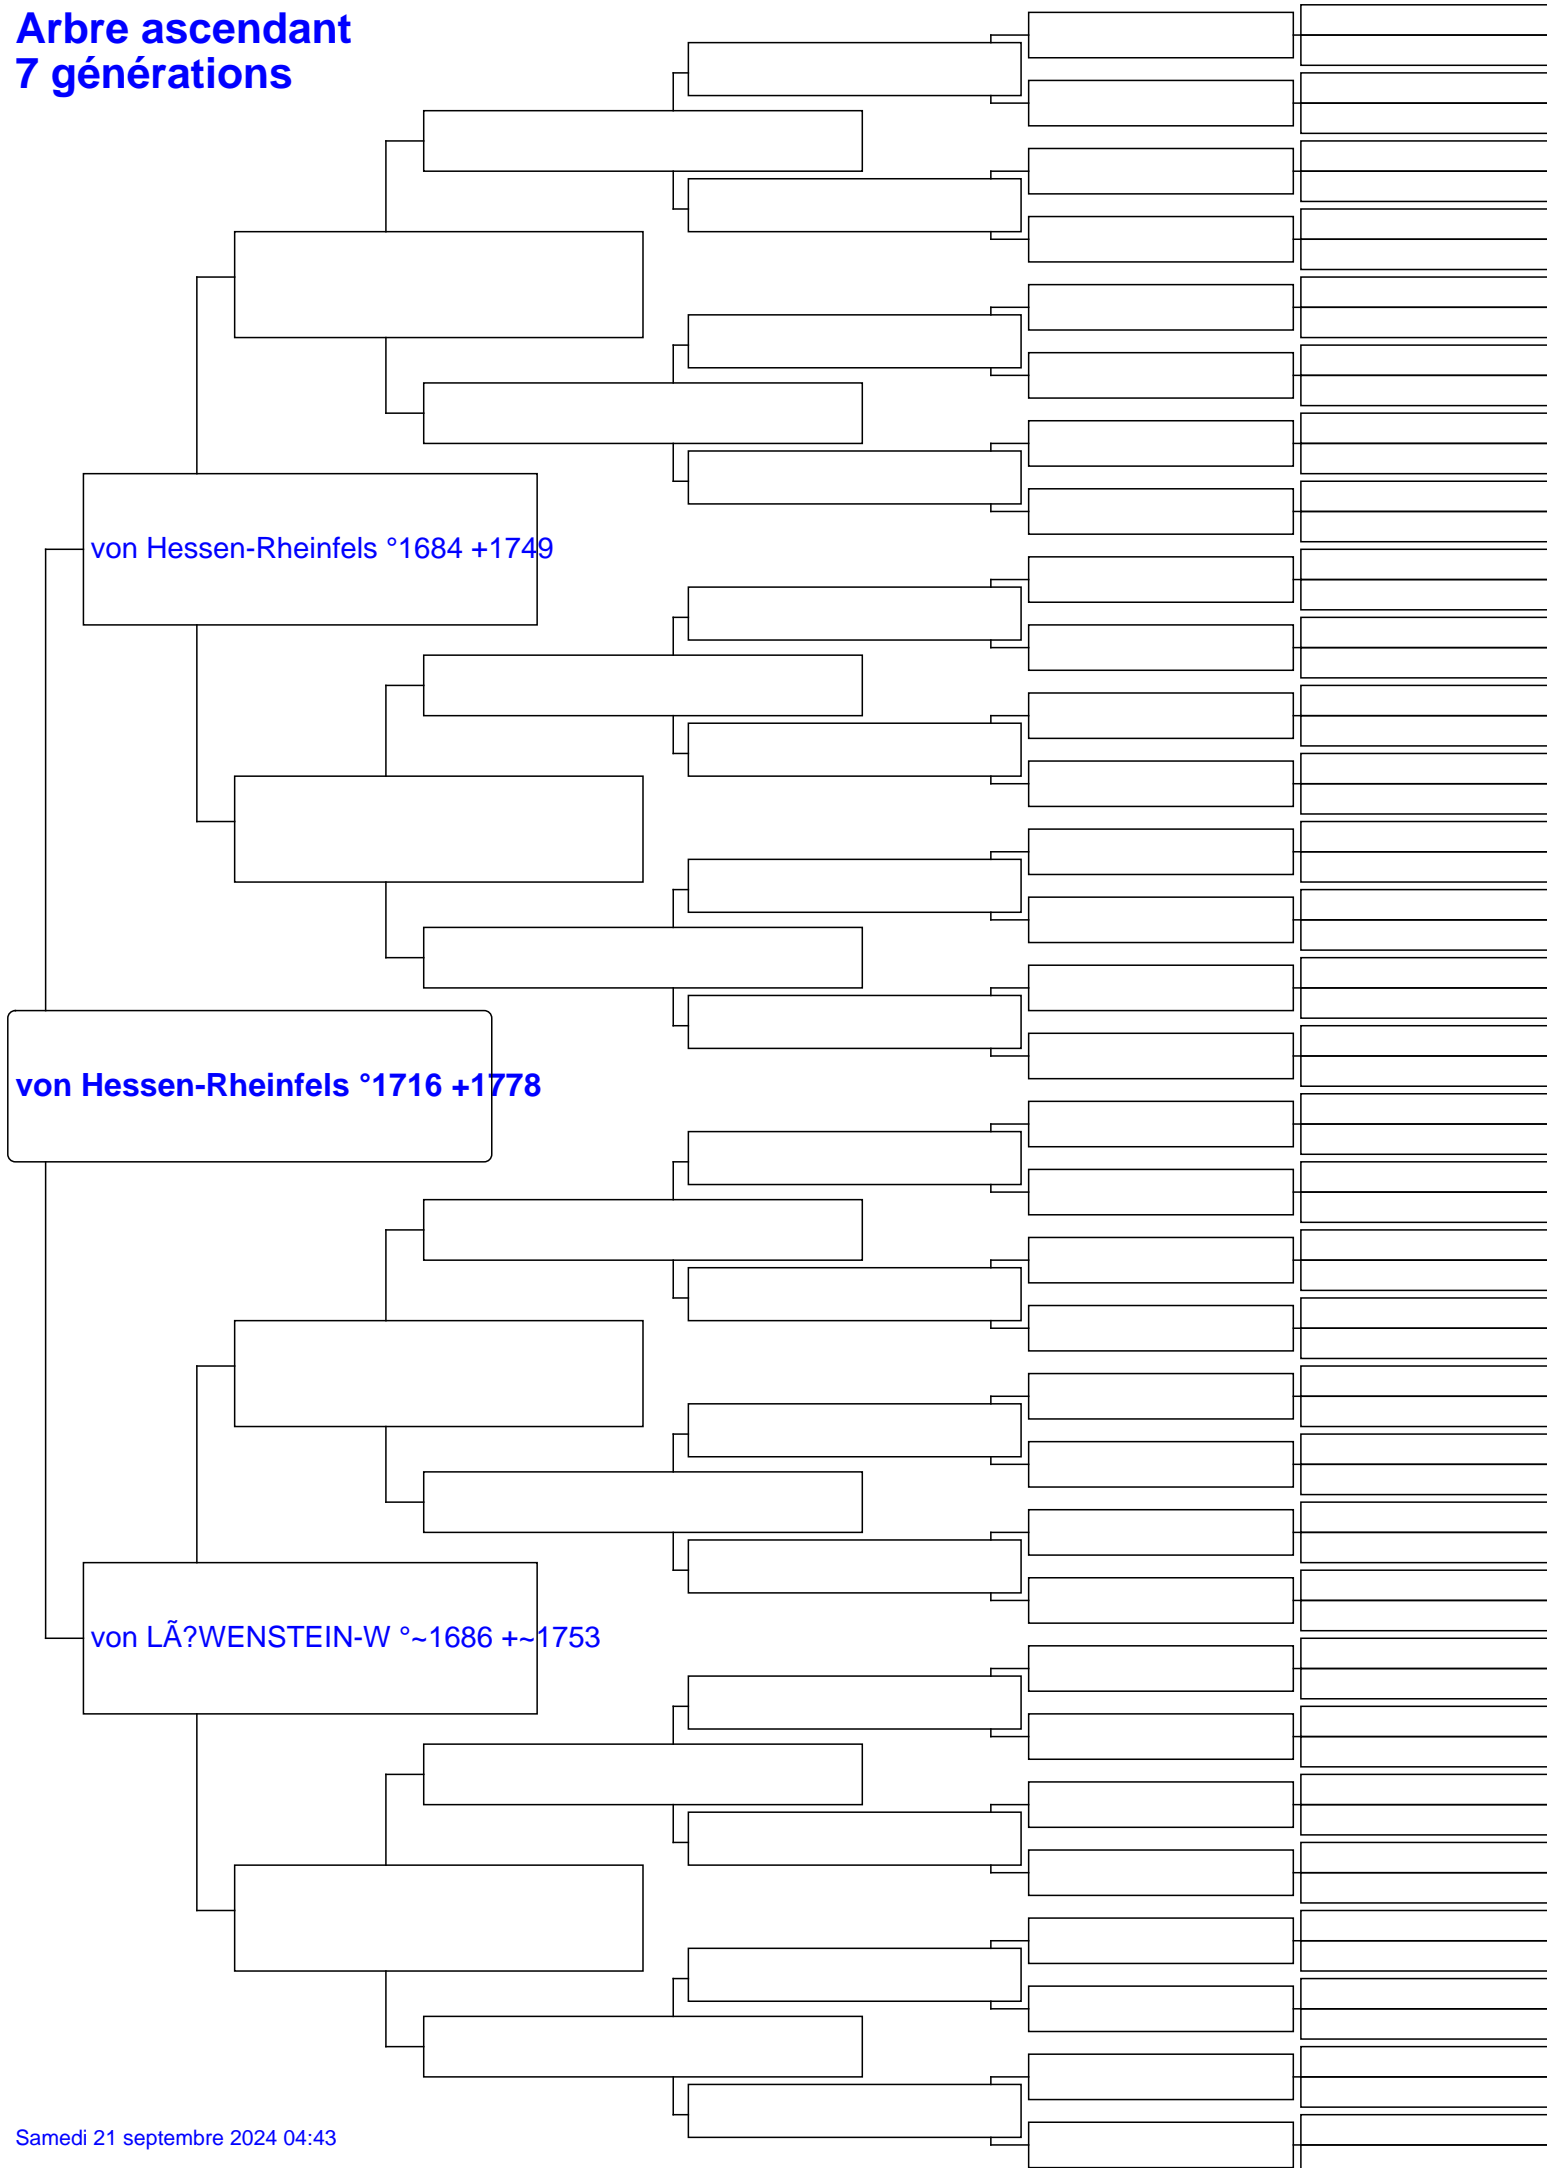 Arbre ascendant
7 générations
von Hessen-Rheinfels °1684 +1749
von Hessen-Rheinfels °1716 +1778
von LÃ?WENSTEIN-W °~1686 +~1753
Samedi 21 septembre 2024 04:43